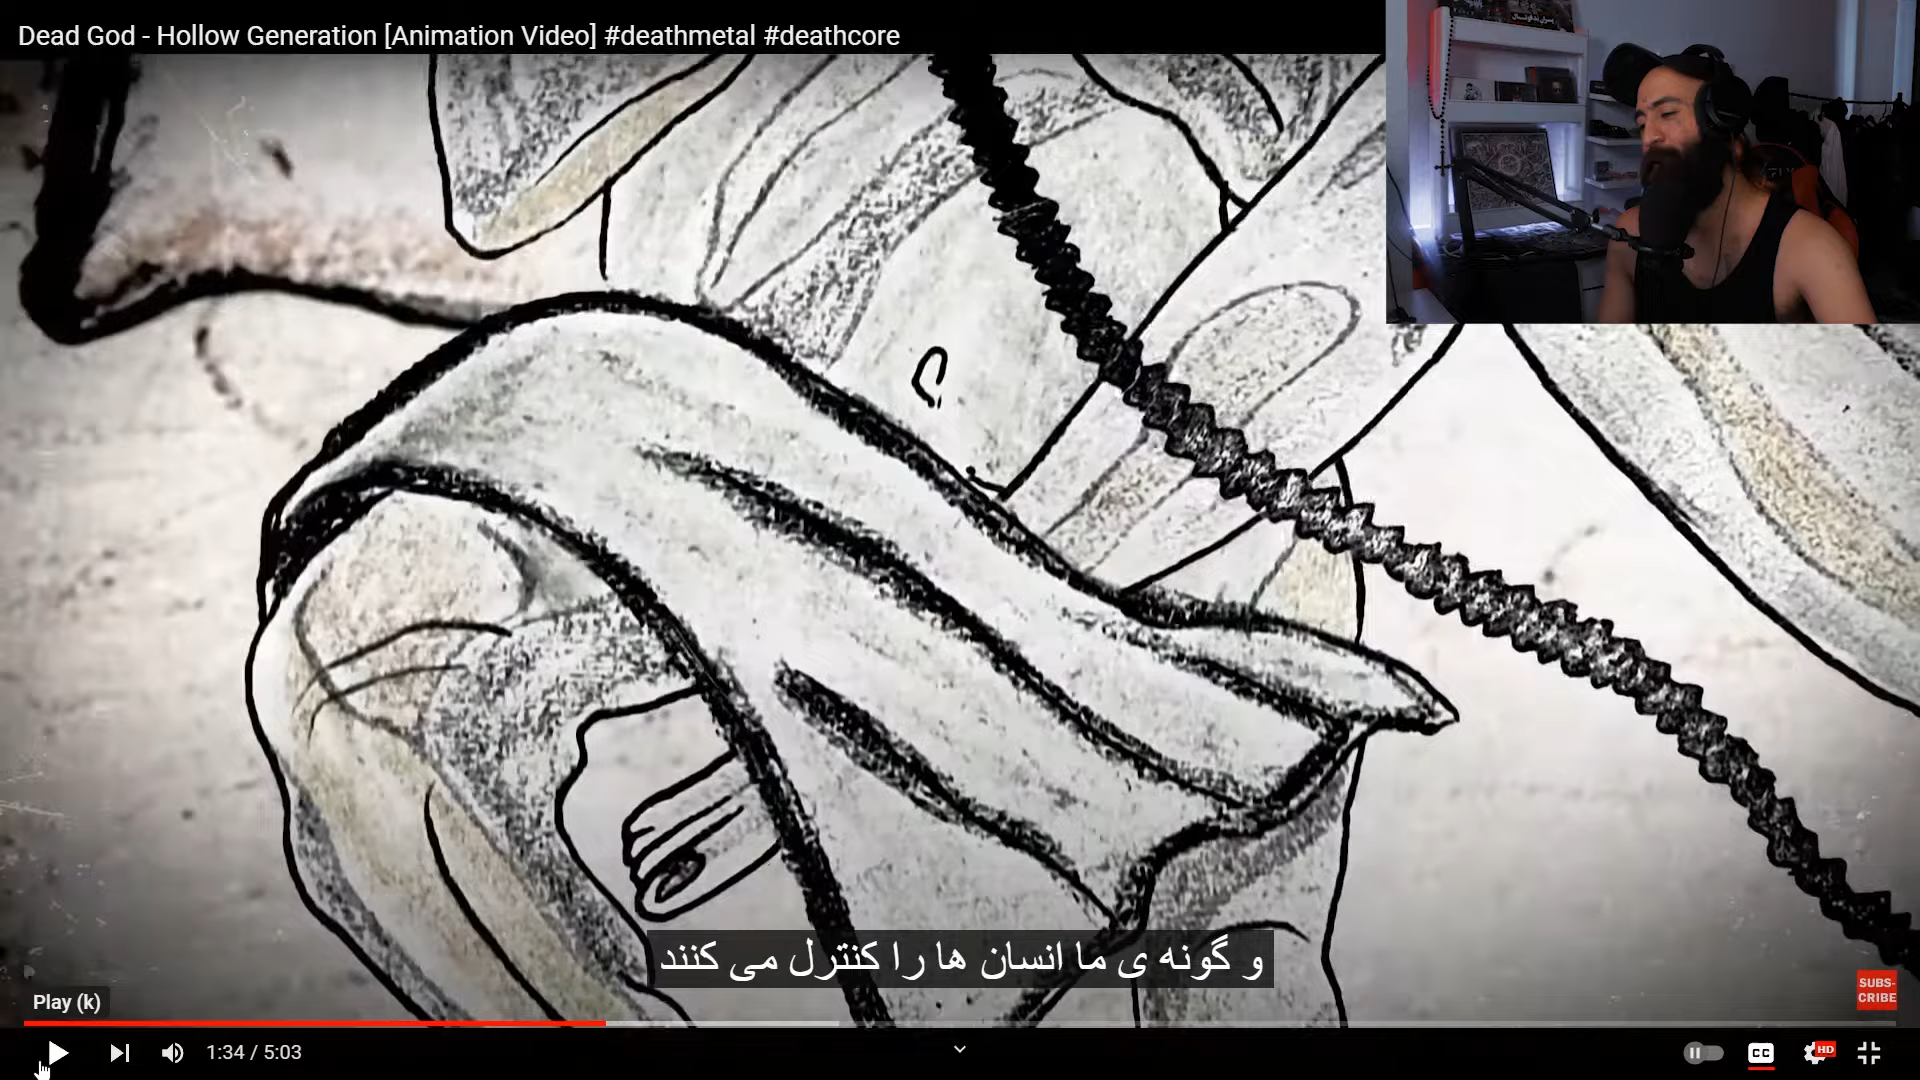 Dead God - Hollow Generation [Animation Video] #deathmetal #deathcore
و گونه ی ما انسان ها را کنترل می کنند
SUBS-
CRIBE
Play (k)
1:34 / 5:03
CC
HD